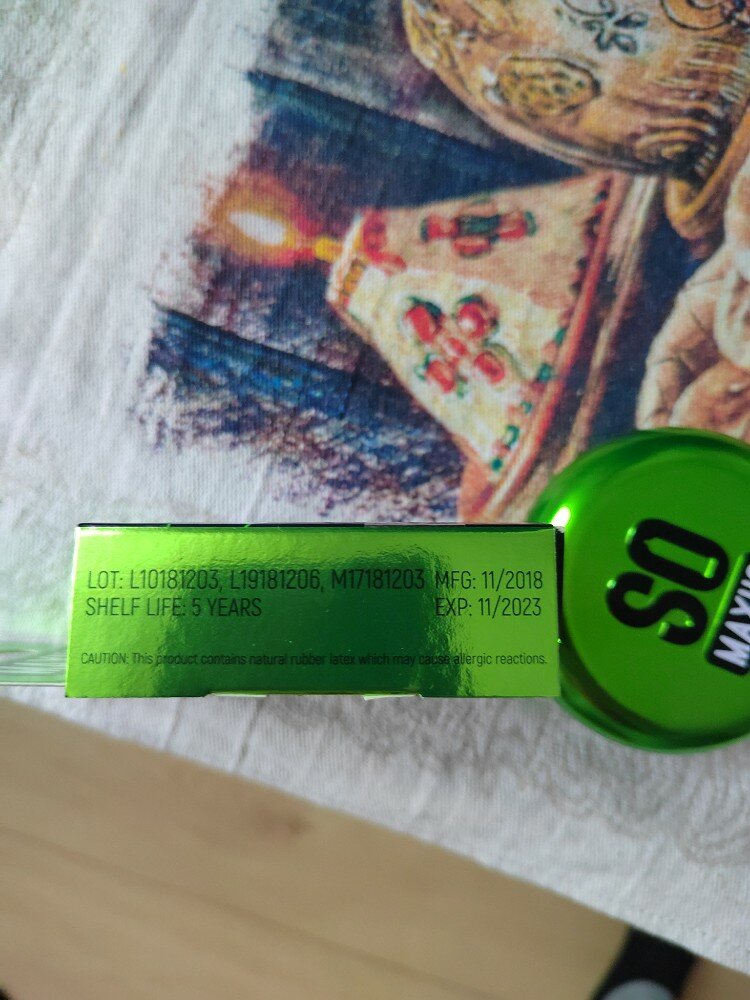 LOT: L10181203, L19181206, M17181203 MFG: 11/2018
SHELF LIFE: 5 YEARS EXP: 11/2023
CAUTION: This product contains natural rubber latex which may cause allergic reactions.
SO